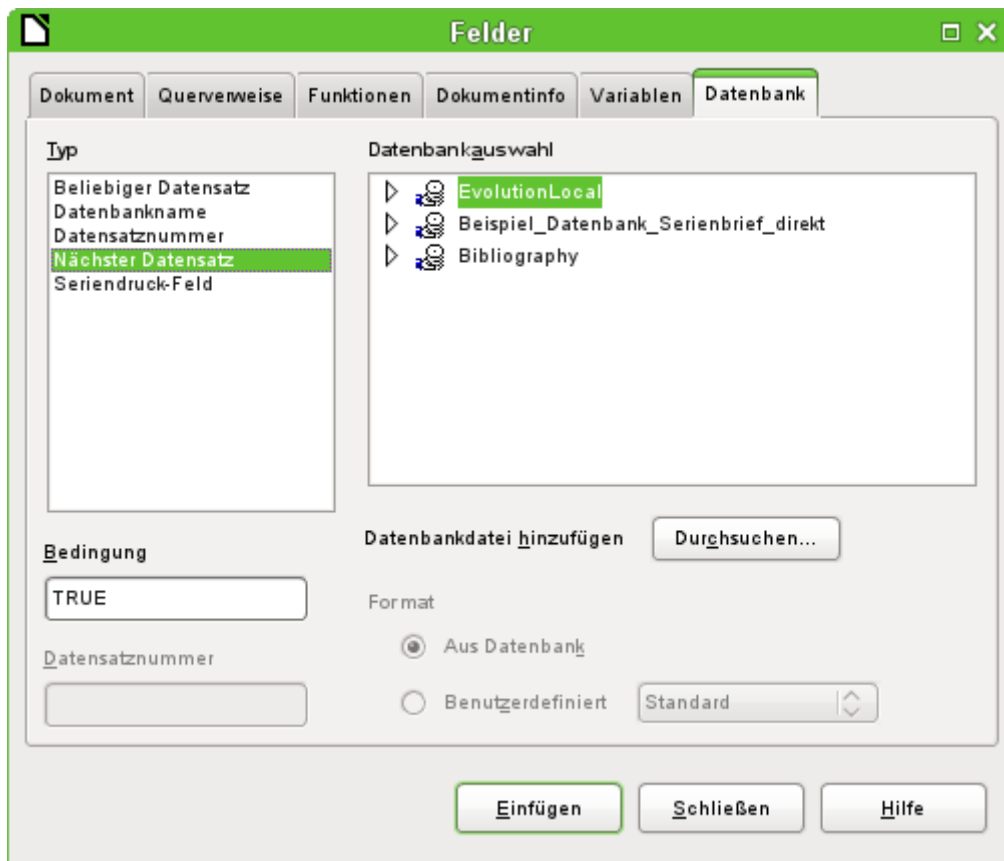 Felder
Dokument Querverweise Funktionen Dokumentinfo Variablen Datenbank
Typ
Beliebiger Datensatz
Datenbankname
Datensatznummer
Nächster Datensatz
Seriendruck-Feld
Datenbankauswahl
EvolutionLocal
Beispiel_Datenbank_Serienbrief_direkt
Bibliography
Bedingung
TRUE
Datensatznummer
Datenbankdatei hinzufügen Durchsuchen...
Format
Aus Datenbank
Benutzerdefiniert Standard
Einfügen Schließen Hilfe